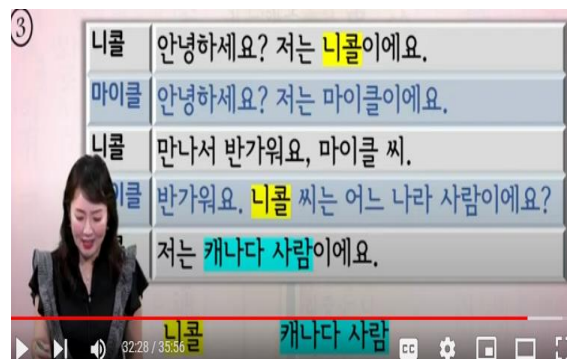 ③
니콜 안녕하세요? 저는 니콜이에요.
마이클 안녕하세요? 저는 마이클이에요.
니콜 만나서 반가워요, 마이클 씨.
이클 반가워요. 니콜 씨는 어느 나라 사람이에요?
저는 캐나다 사람이에요.
니콜 캐나다 사람
32:28 / 35:56
CC